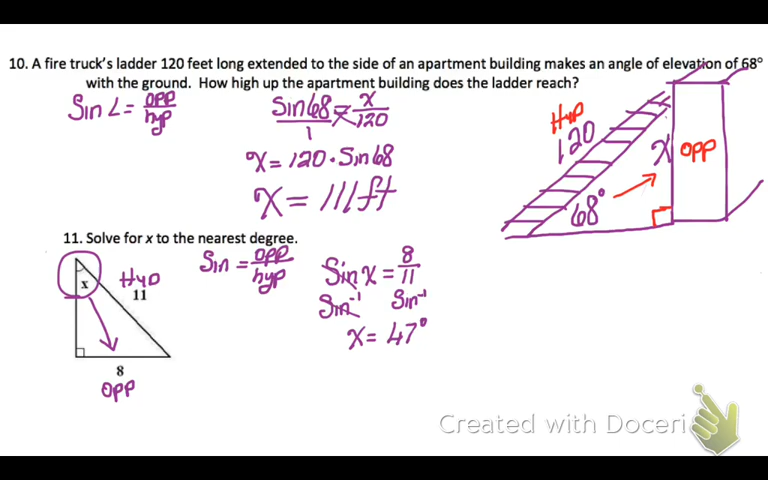 10. A fire truck's ladder 120 feet long extended to the side of an apartment building makes an angle of elevation of 68°
with the ground. How high up the apartment building does the ladder reach?
Sin ∠ = opp/hyp
Sin 68/1 = x/120
x = 120 · Sin 68
x = 111 ft
Hyp
120
x
opp
68°
11. Solve for x to the nearest degree.
x
Hyp
11
8
opp
Sin = opp/hyp
Sin x = 8/11
Sin⁻¹ Sin⁻¹
x = 47°
Created with Doceri